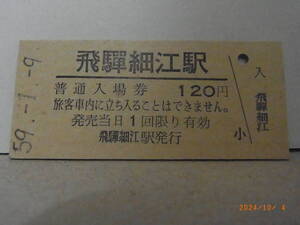 59.-1.-9
飛驒細江駅
普通入場券 120円
旅客車内に立ち入ることはできません。
発売当日1回限り有効
飛驒細江駅発行
小
入
飛驒細江
2024/10/ 4